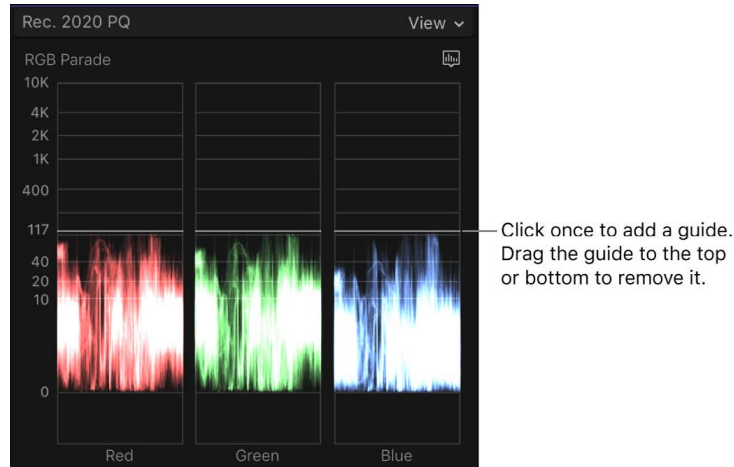 Rec. 2020 PQ View
RGB Parade
10K
4K
2K
1K
400
117
40
20
10
0
Red Green Blue
Click once to add a guide.
Drag the guide to the top
or bottom to remove it.